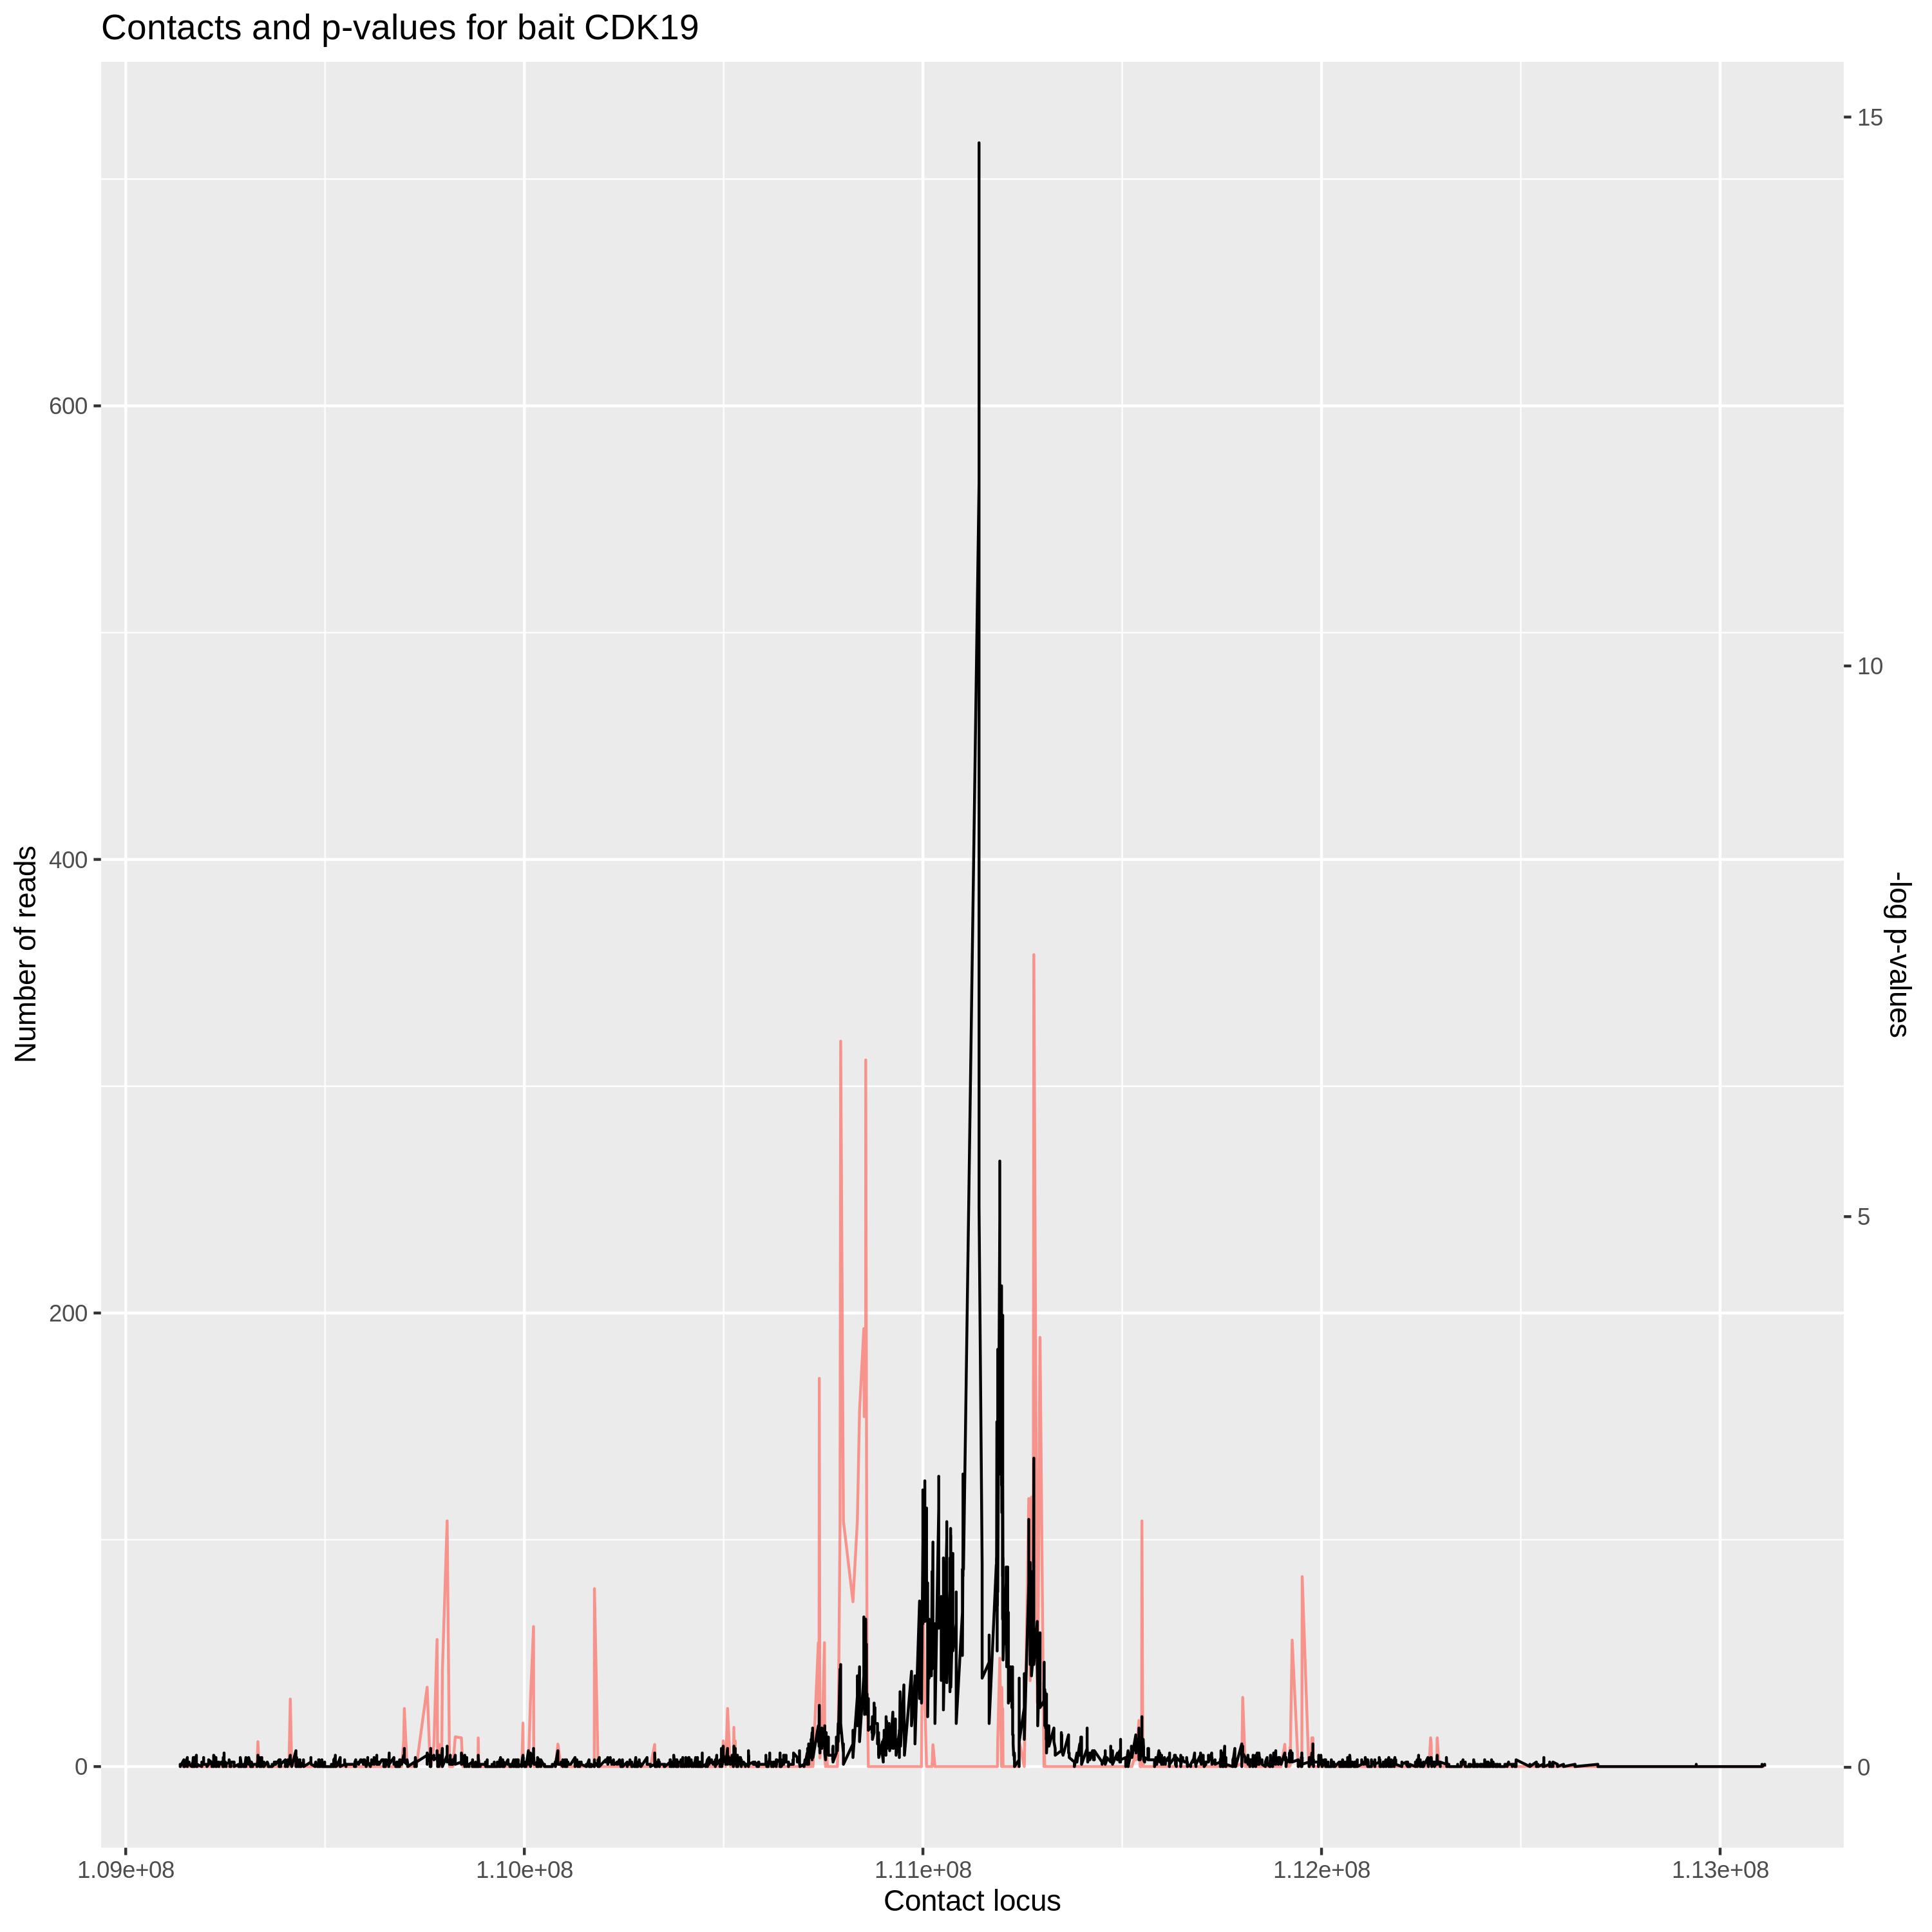 Contacts and p-values for bait CDK19
15
600
10
400
Number of reads
-log p-values
5
200
0
0
1.09e+08
1.10e+08
1.11e+08
1.12e+08
1.13e+08
Contact locus